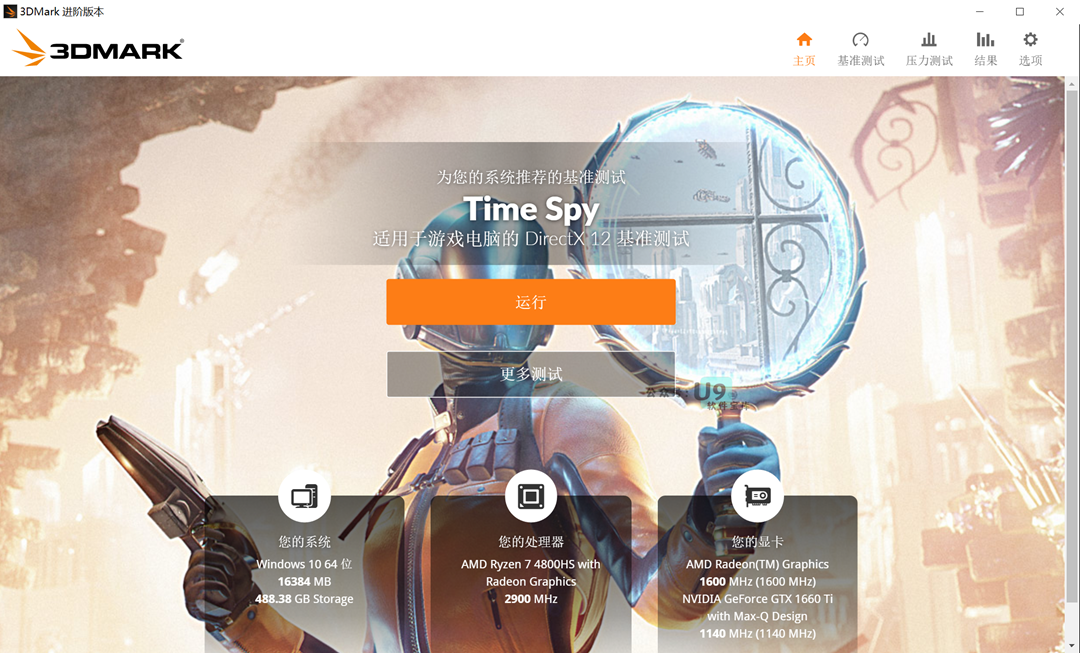 3DMark 进阶版本
3DMARK®
主页
基准测试
压力测试
结果
选项
为您的系统推荐的基准测试
Time Spy
适用于游戏电脑的 DirectX 12 基准测试
运行
更多测试
U9
您的系统
Windows 10 64 位
16384 MB
488.38 GB Storage
您的处理器
AMD Ryzen 7 4800HS with
Radeon Graphics
2900 MHz
您的显卡
AMD Radeon(TM) Graphics
1600 MHz (1600 MHz)
NVIDIA GeForce GTX 1660 Ti
with Max-Q Design
1140 MHz (1140 MHz)